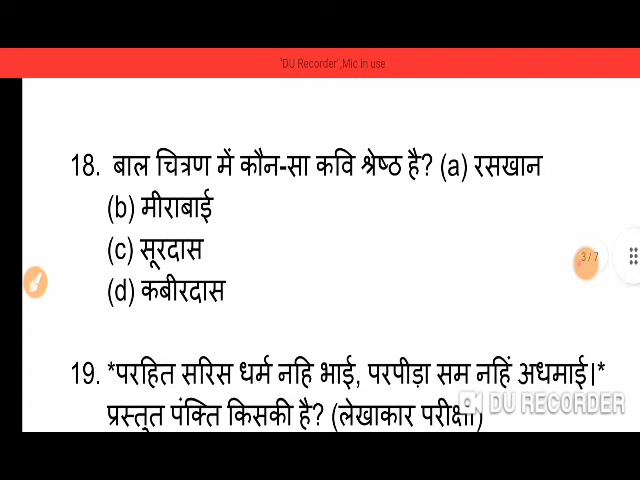 "DU Recorder",Mic in use
18. बाल चित्रण में कौन-सा कवि श्रेष्ठ है? (a) रसखान
(b) मीराबाई
(c) सूरदास
3 / 7
(d) कबीरदास
19. *परहित सरिस धर्म नहि भाई, परपीड़ा सम नहिं अधमाई।*
DU RECORDER
प्रस्तुत पंक्ति किसकी है? (लेखाकार परीक्षा)